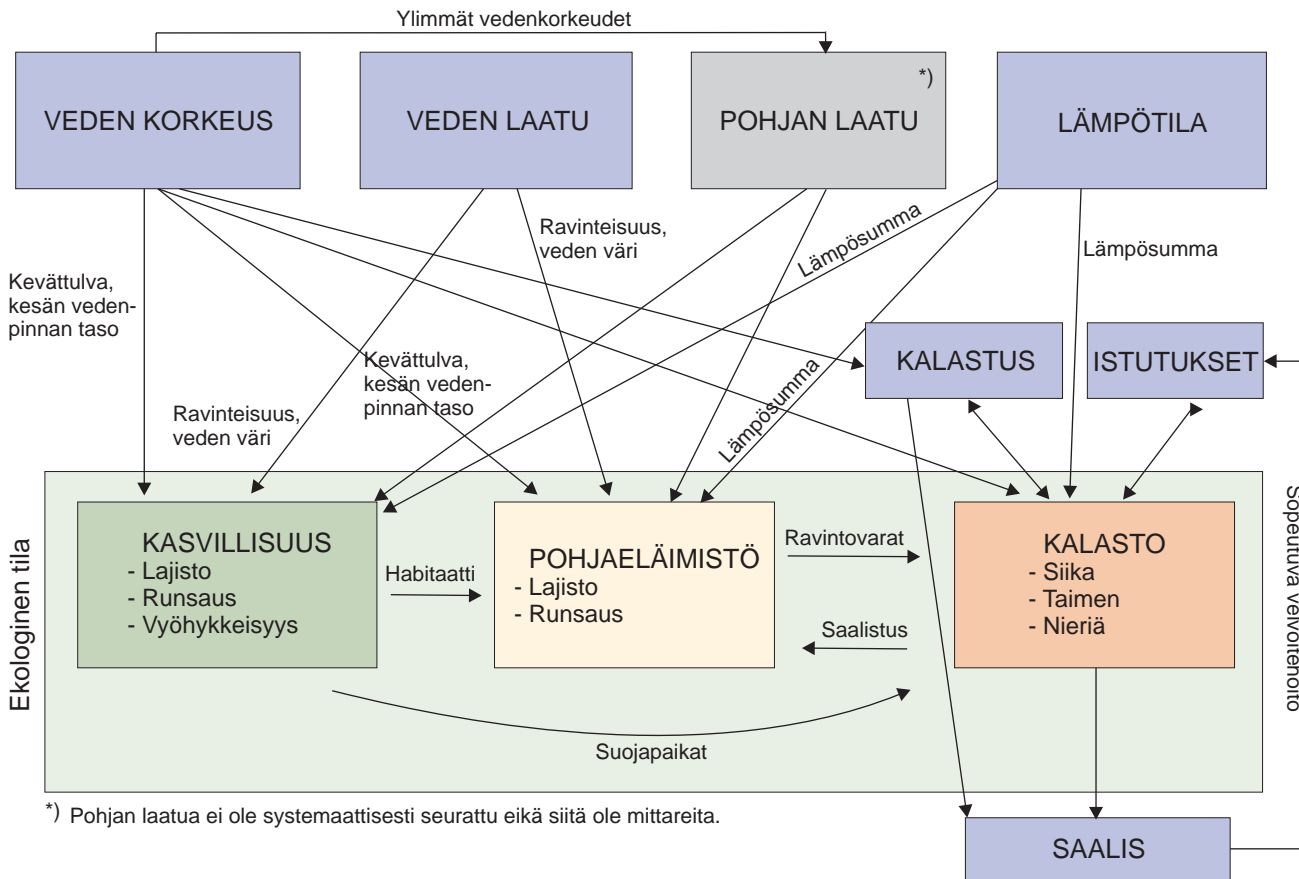 Ylimmät vedenkorkeudet
VEDEN KORKEUS
VEDEN LAATU
*)
POHJAN LAATU
LÄMPÖTILA
Ravinteisuus,
veden väri
Lämpösumma
Lämpösumma
Kevättulva,
kesän veden-
pinnan taso
Kevättulva,
kesän veden-
pinnan taso
Lämpösumma
KALASTUS
ISTUTUKSET
Ravinteisuus,
veden väri
Ekologinen tila
KASVILLISUUS
- Lajisto
- Runsaus
- Vyöhykkeisyys
Habitaatti
POHJAELÄIMISTÖ
- Lajisto
- Runsaus
Ravintovarat
Saalistus
KALASTO
- Siika
- Taimen
- Nieriä
Sopeutuva velvoitehoito
Suojapaikat
*) Pohjan laatua ei ole systemaattisesti seurattu eikä siitä ole mittareita.
SAALIS